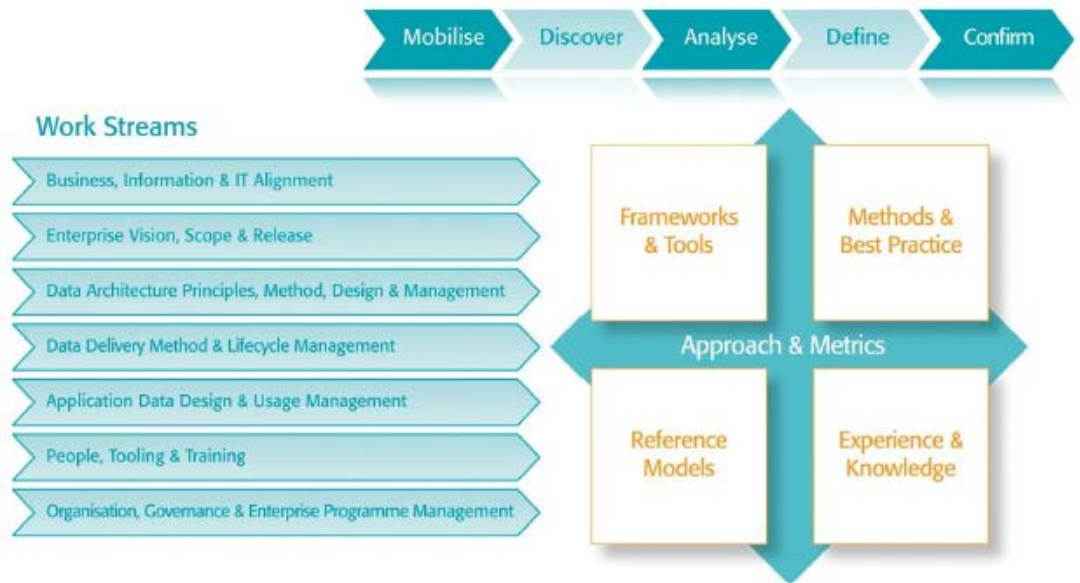 Mobilise
Discover
Analyse
Define
Confirm
Work Streams
Business, Information & IT Alignment
Enterprise Vision, Scope & Release
Data Architecture Principles, Method, Design & Management
Data Delivery Method & Lifecycle Management
Application Data Design & Usage Management
People, Tooling & Training
Organisation, Governance & Enterprise Programme Management
Frameworks
& Tools
Methods &
Best Practice
Approach & Metrics
Reference
Models
Experience &
Knowledge